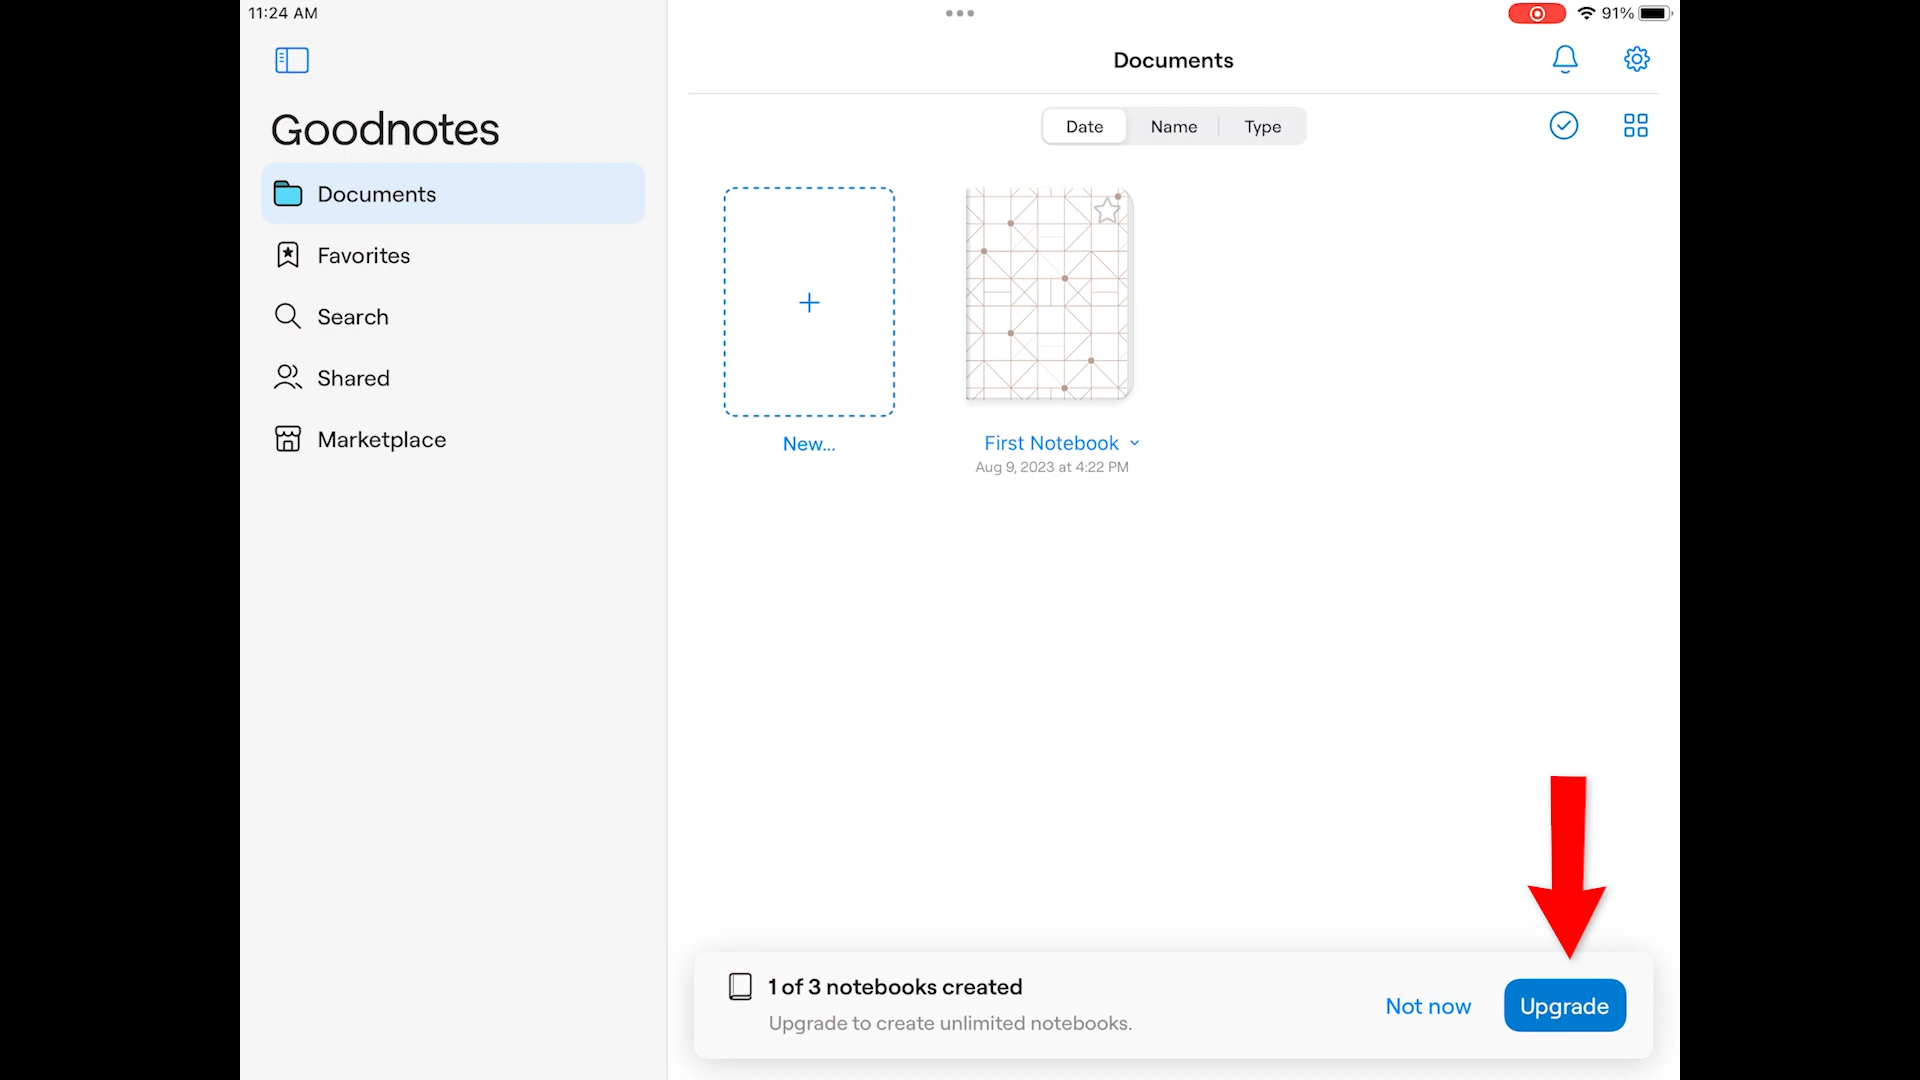 11:24 AM
91%
Goodnotes
Documents
Favorites
Search
Shared
Marketplace
Documents
Date
Name
Type
New...
First Notebook
Aug 9, 2023 at 4:22 PM
1 of 3 notebooks created
Upgrade to create unlimited notebooks.
Not now
Upgrade